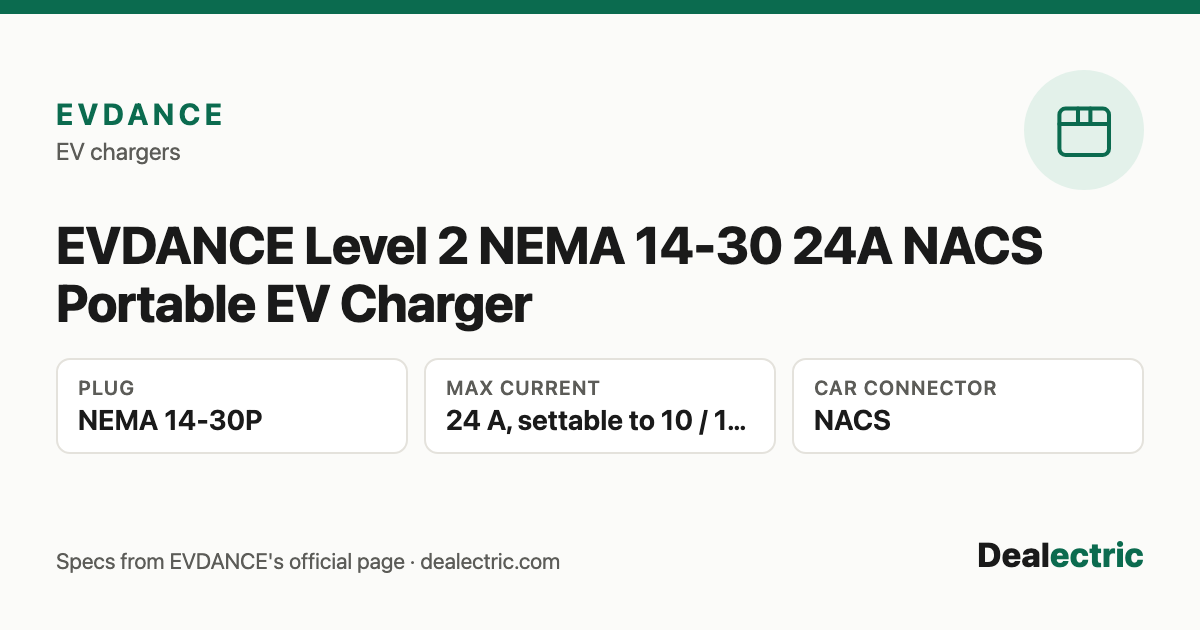 EVDANCE
EV chargers
EVDANCE Level 2 NEMA 14-30 24A NACS
Portable EV Charger
PLUG
NEMA 14-30P
MAX CURRENT
24 A, settable to 10 / 1...
CAR CONNECTOR
NACS
Specs from EVDANCE's official page · dealectric.com
Dealectric